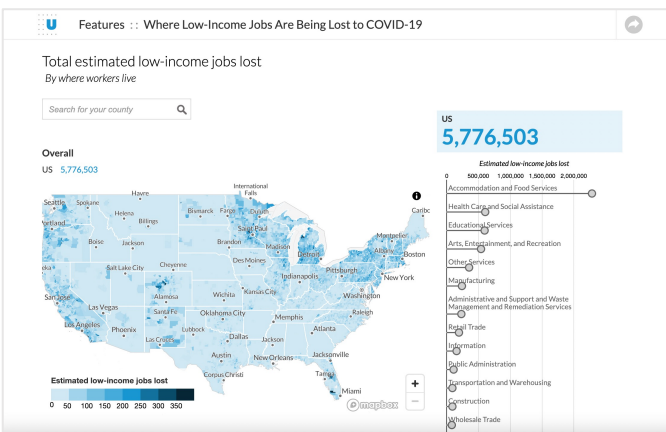 U Features :: Where Low-Income Jobs Are Being Lost to COVID-19
Total estimated low-income jobs lost
By where workers live
Search for your county
US
5,776,503
Overall
US 5,776,503
Estimated low-income jobs lost
0 500,000 1,000,000 1,500,000 2,000,000
Accommodation and Food Services
Health Care and Social Assistance
Educational Services
Arts, Entertainment, and Recreation
Other Services
Manufacturing
Administrative and Support and Waste
Management and Remediation Services
Retail Trade
Information
Public Administration
Transportation and Warehousing
Construction
Wholesale Trade
International
Falls
Havre
Seattle
Spokane
Helena
Billings
Bismarck
Fargo
Duluth
Caribo
Portland
Saint Paul
Montpelier
Boise
Jackson
Brandon
Madison
Detroit
Albany
Boston
Des Moines
eka
Salt Lake City
Cheyenne
Indianapolis
Pittsburgh
New York
San Jose
Alamosa
Wichita
Kansas City
Washington
Las Vegas
Santa Fe
Oklahoma City
Memphis
Raleigh
Los Angeles
Phoenix
Lubbock
Atlanta
Las Cruces
Dallas
Jackson
Austin
New Orleans
Jacksonville
Corpus Christi
Tampa
Miami
Estimated low-income jobs lost
0 50 100 150 200 250 300 350
+
−
mapbox